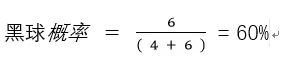 黑球概率 = 6 / ( 4 + 6 ) = 60%↵